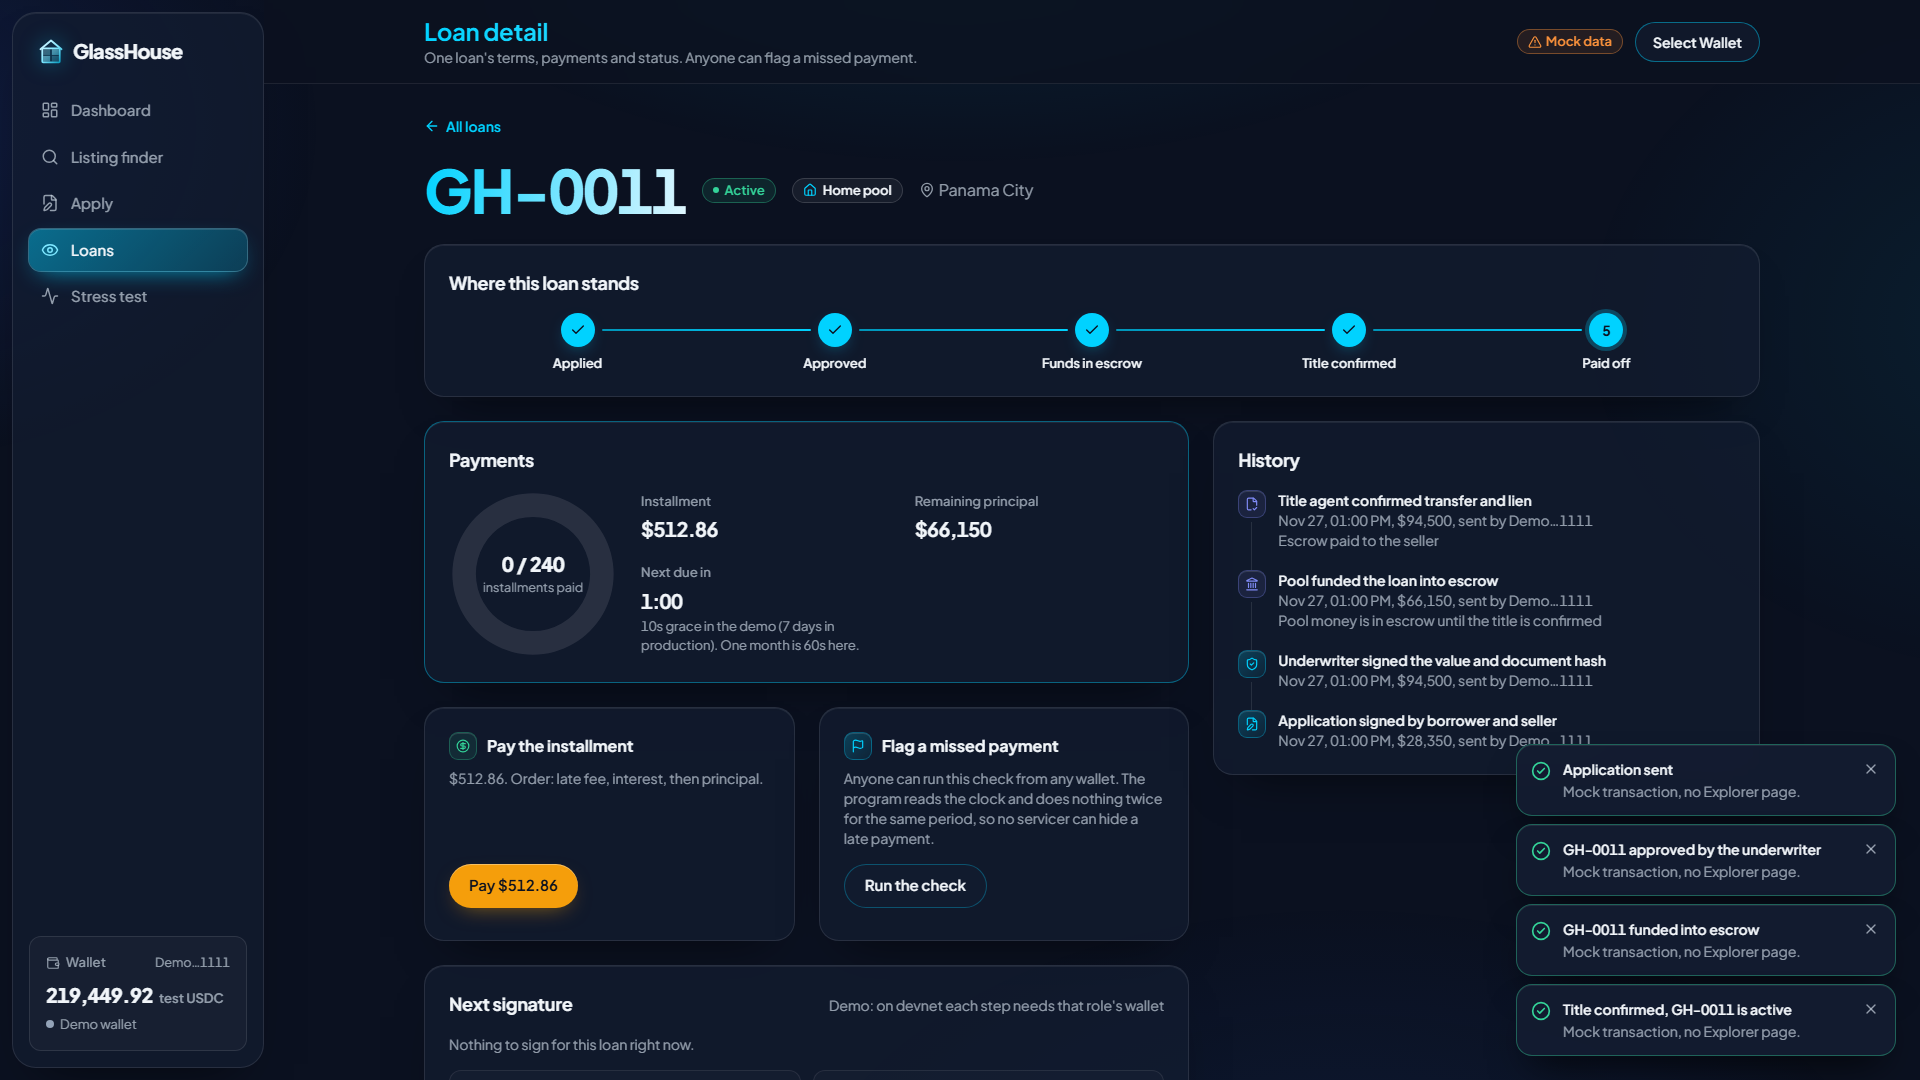 GlassHouse
Dashboard
Listing finder
Apply
Loans
Stress test
Wallet Demo...1111
219,449.92 test USDC
Demo wallet
Loan detail
One loan's terms, payments and status. Anyone can flag a missed payment.
Mock data
Select Wallet
All loans
GH-0011
Active
Home pool
Panama City
Where this loan stands
5
Applied
Approved
Funds in escrow
Title confirmed
Paid off
Payments
0 / 240
installments paid
Installment
$512.86
Remaining principal
$66,150
Next due in
1:00
10s grace in the demo (7 days in
production). One month is 60s here.
Pay the installment
$512.86. Order: late fee, interest, then principal.
Pay $512.86
Flag a missed payment
Anyone can run this check from any wallet. The
program reads the clock and does nothing twice
for the same period, so no servicer can hide a
late payment.
Run the check
Next signature
Demo: on devnet each step needs that role's wallet
Nothing to sign for this loan right now.
History
Title agent confirmed transfer and lien
Nov 27, 01:00 PM, $94,500, sent by Demo...1111
Escrow paid to the seller
Pool funded the loan into escrow
Nov 27, 01:00 PM, $66,150, sent by Demo...1111
Pool money is in escrow until the title is confirmed
Underwriter signed the value and document hash
Nov 27, 01:00 PM, $94,500, sent by Demo...1111
Application signed by borrower and seller
Nov 27, 01:00 PM, $28,350, sent by Demo...1111
Application sent
Mock transaction, no Explorer page.
GH-0011 approved by the underwriter
Mock transaction, no Explorer page.
GH-0011 funded into escrow
Mock transaction, no Explorer page.
Title confirmed, GH-0011 is active
Mock transaction, no Explorer page.